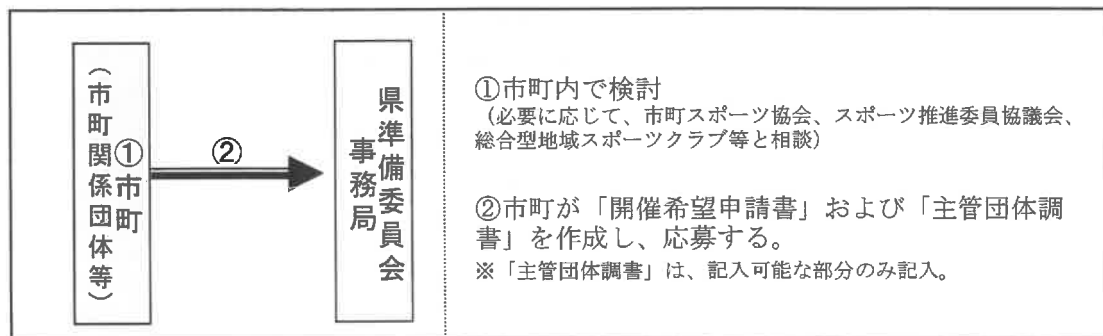 ①市町
(市町関係団体等)
②
県準備委員会
事務局
①市町内で検討
(必要に応じて、市町スポーツ協会、スポーツ推進委員協議会、
総合型地域スポーツクラブ等と相談)
②市町が「開催希望申請書」および「主管団体調
書」を作成し、応募する。
※「主管団体調書」は、記入可能な部分のみ記入。